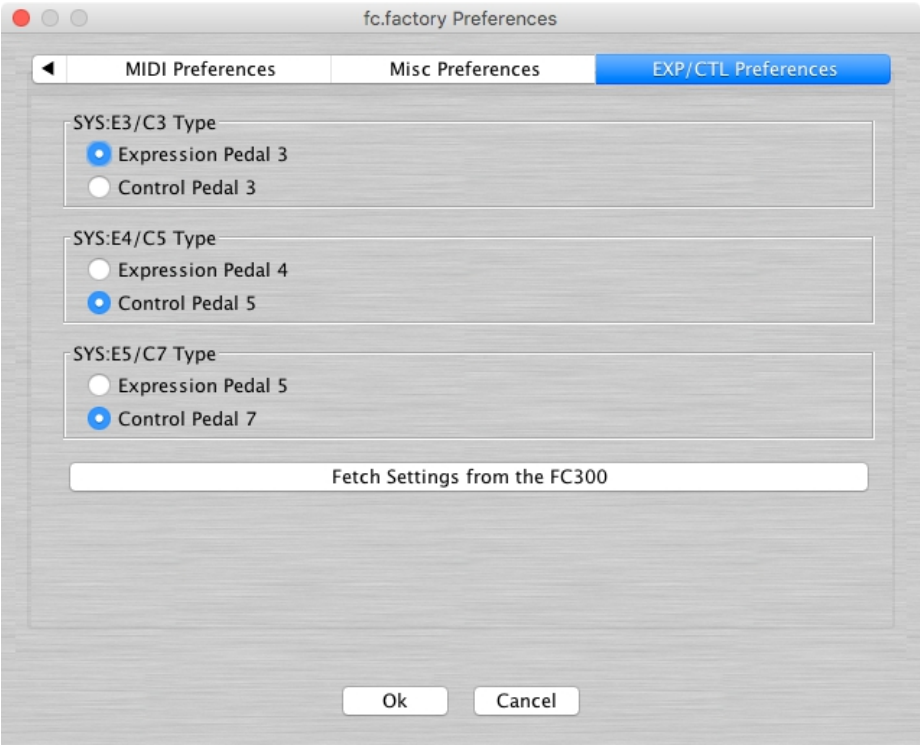 fc.factory Preferences
◀ MIDI Preferences Misc Preferences EXP/CTL Preferences
SYS:E3/C3 Type
Expression Pedal 3
Control Pedal 3
SYS:E4/C5 Type
Expression Pedal 4
Control Pedal 5
SYS:E5/C7 Type
Expression Pedal 5
Control Pedal 7
Fetch Settings from the FC300
Ok Cancel